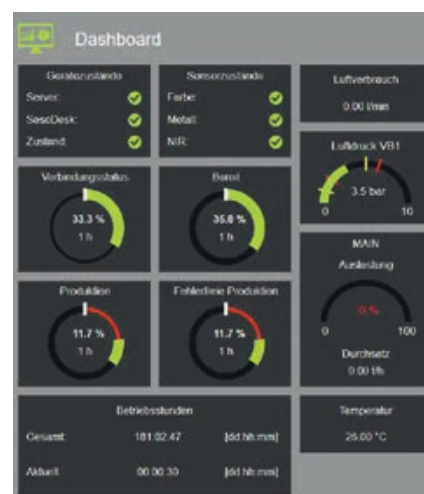 Dashboard
Gerätezustände
Server:
SesoDesk:
Zustand:
Sensorzustände
Farbe:
Metall:
NIR:
Luftverbrauch
0.00 l/min
Luftdruck VB1
3.5 bar
0
10
Verbindungsstatus
33.3 %
1 h
Bereit
35.0 %
1 h
MAIN
Auslastung
0 %
0
100
Durchsatz
0.00 t/h
Produktion
11.7 %
1 h
Fehlerfreie Produktion
11.7 %
1 h
Betriebsstunden
Gesamt:
181:02:47
[dd:hh:mm]
Aktuell:
00:00:30
[dd:hh:mm]
Temperatur
26.00 °C